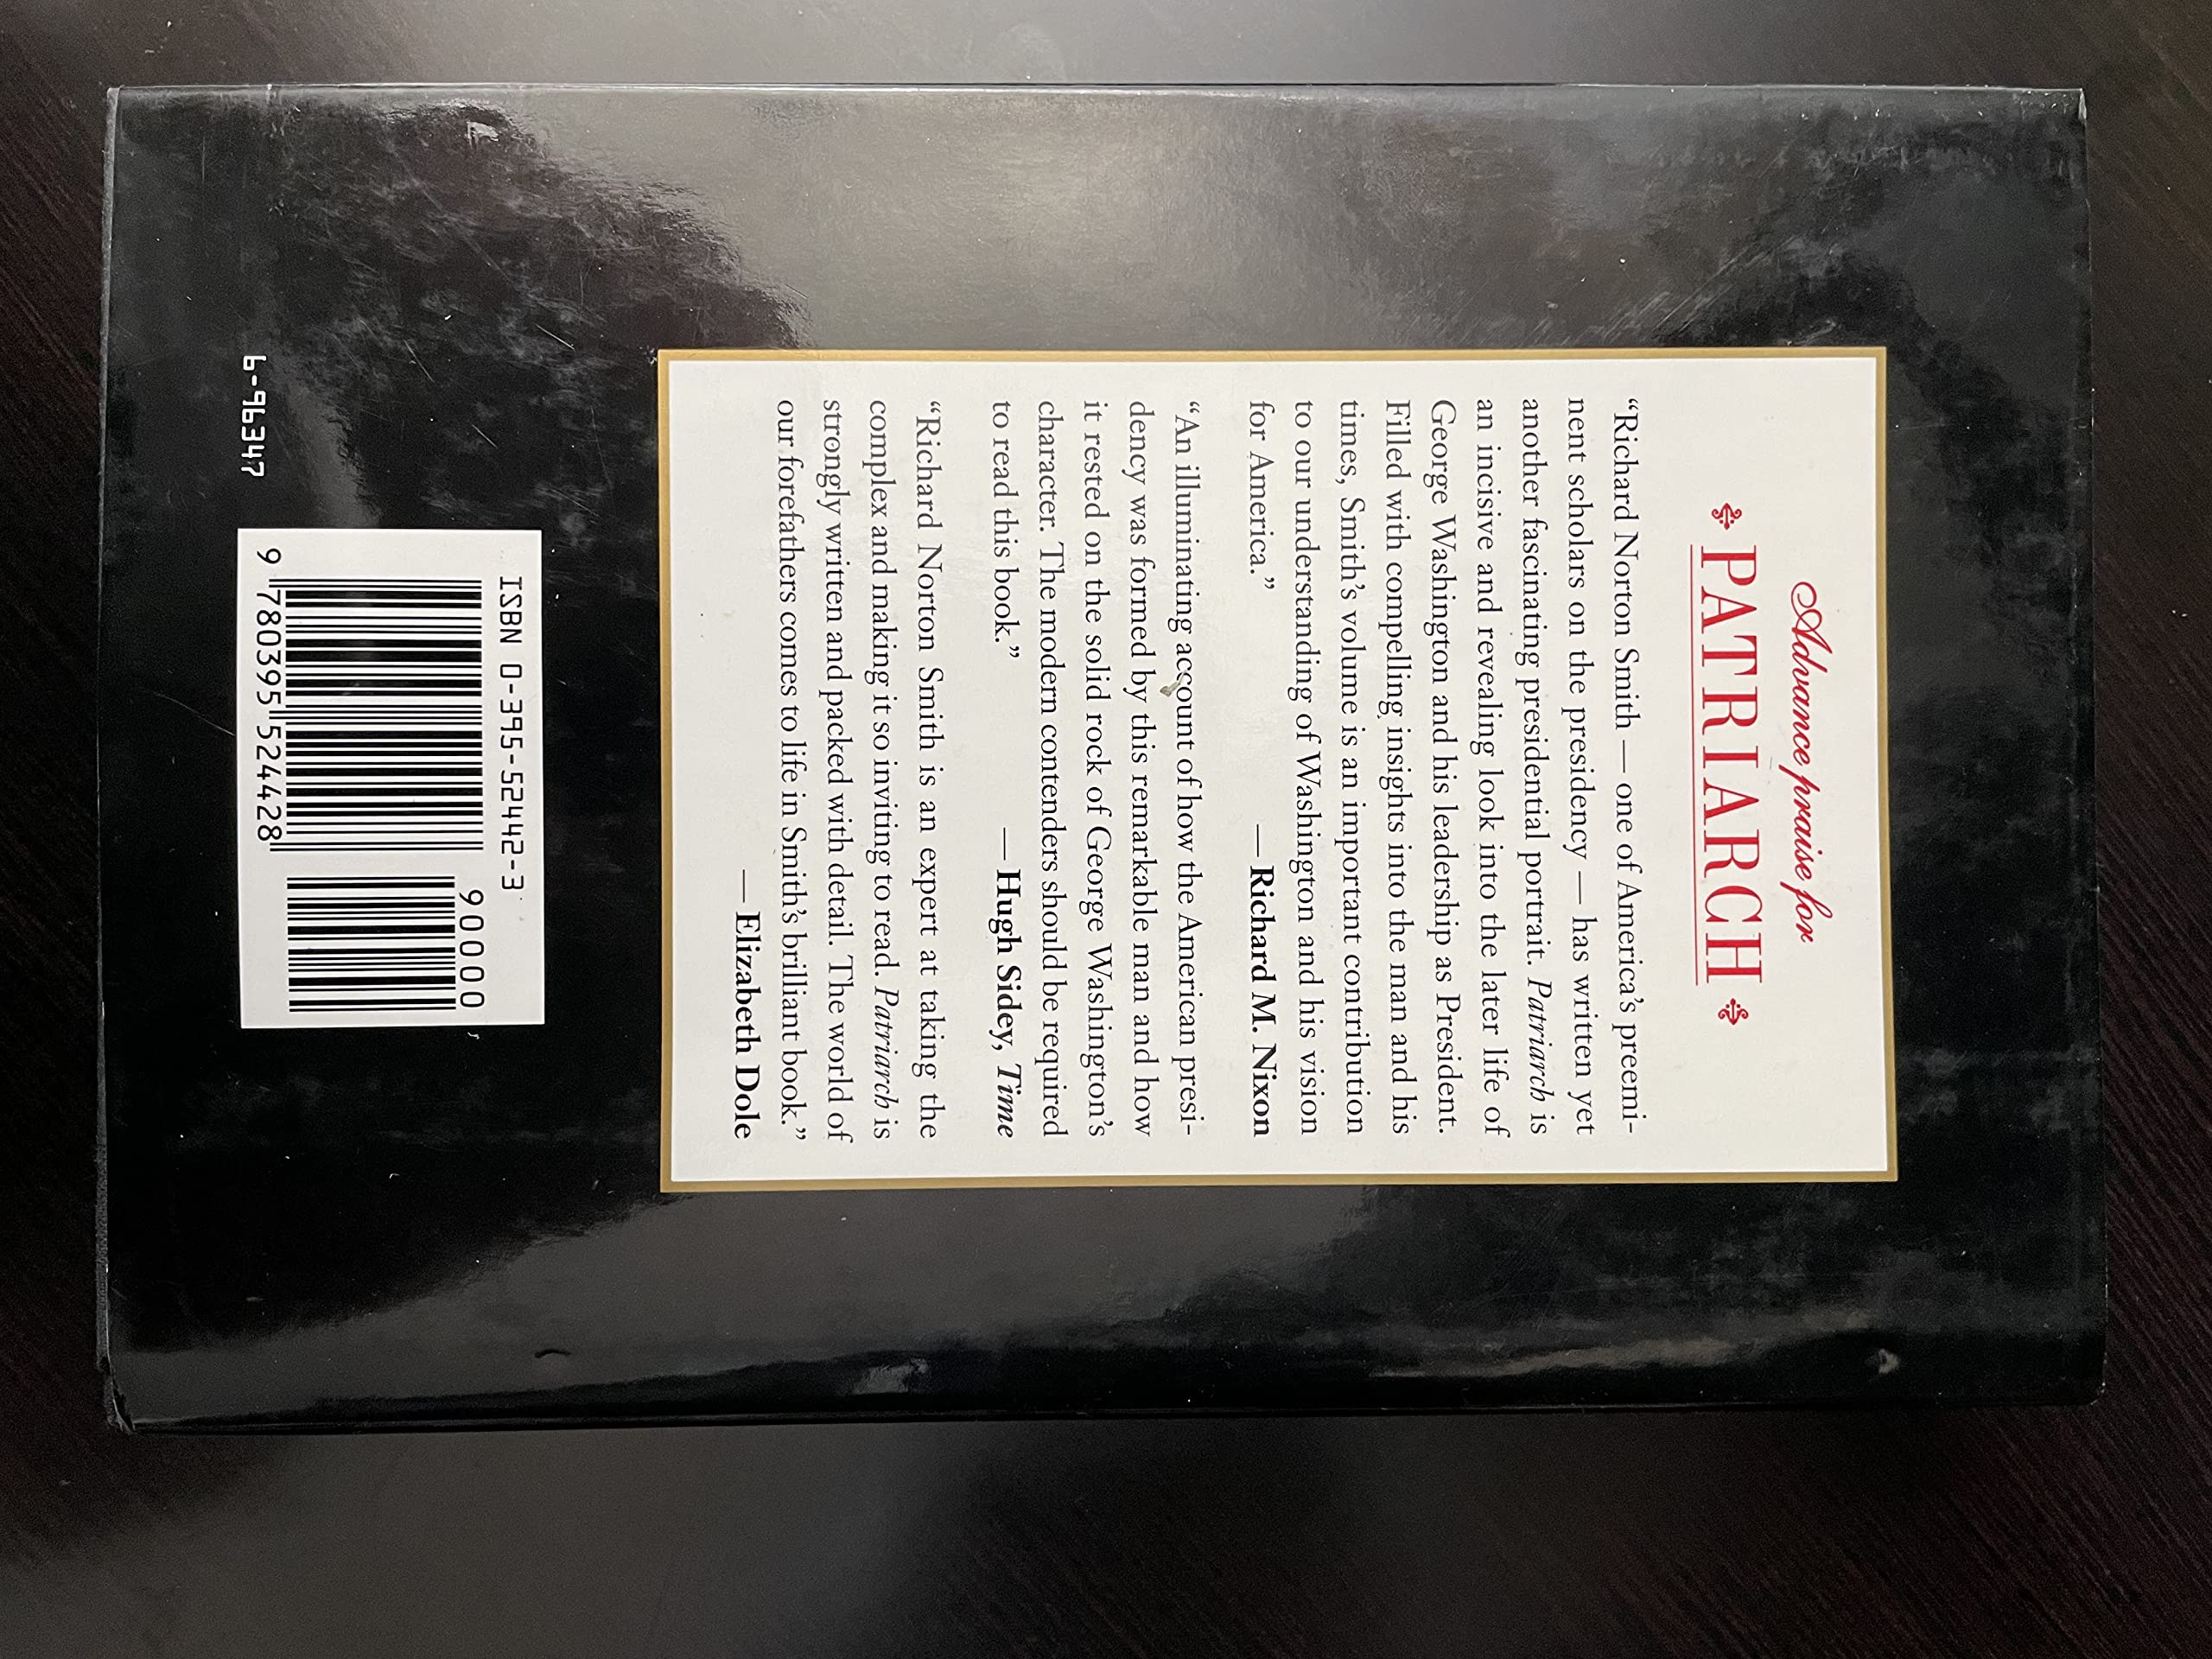 Advance praise for
PATRIARCH
“Richard Norton Smith — one of America’s preemi-
nent scholars on the presidency — has written yet
another fascinating presidential portrait. Patriarch is
an incisive and revealing look into the later life of
George Washington and his leadership as President.
Filled with compelling insights into the man and his
times, Smith’s volume is an important contribution
to our understanding of Washington and his vision
for America.”
— Richard M. Nixon
“An illuminating account of how the American presi-
dency was formed by this remarkable man and how
it rested on the solid rock of George Washington’s
character. The modern contenders should be required
to read this book.”
— Hugh Sidey, Time
“Richard Norton Smith is an expert at taking the
complex and making it so inviting to read. Patriarch is
strongly written and packed with detail. The world of
our forefathers comes to life in Smith’s brilliant book.”
— Elizabeth Dole
ISBN 0-395-52442-3
90000
9 780395 524428
6-96347